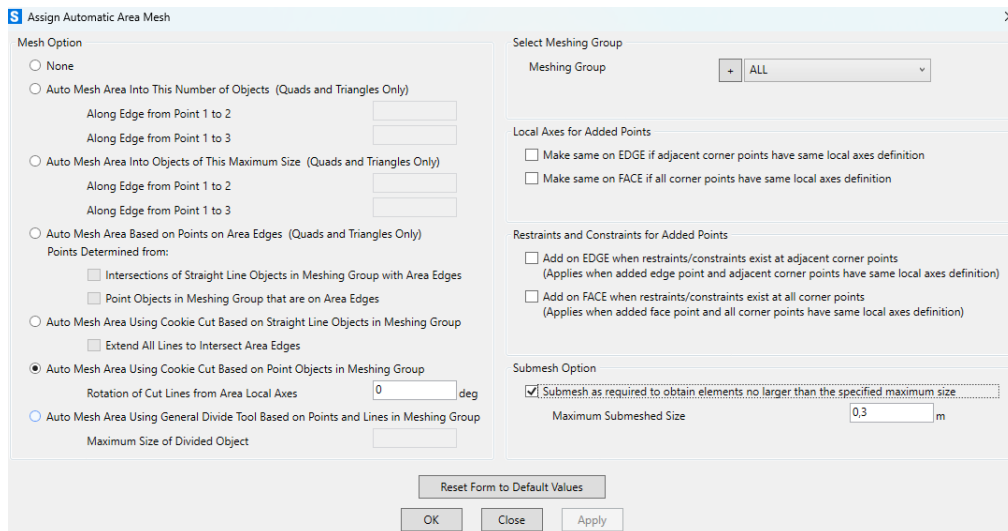 Assign Automatic Area Mesh
Mesh Option
None
Auto Mesh Area Into This Number of Objects (Quads and Triangles Only)
Along Edge from Point 1 to 2
Along Edge from Point 1 to 3
Auto Mesh Area Into Objects of This Maximum Size (Quads and Triangles Only)
Along Edge from Point 1 to 2
Along Edge from Point 1 to 3
Auto Mesh Area Based on Points on Area Edges (Quads and Triangles Only)
Points Determined from:
Intersections of Straight Line Objects in Meshing Group with Area Edges
Point Objects in Meshing Group that are on Area Edges
Auto Mesh Area Using Cookie Cut Based on Straight Line Objects in Meshing Group
Extend All Lines to Intersect Area Edges
Auto Mesh Area Using Cookie Cut Based on Point Objects in Meshing Group
Rotation of Cut Lines from Area Local Axes 0 deg
Auto Mesh Area Using General Divide Tool Based on Points and Lines in Meshing Group
Maximum Size of Divided Object
Select Meshing Group
Meshing Group + ALL
Local Axes for Added Points
Make same on EDGE if adjacent corner points have same local axes definition
Make same on FACE if all corner points have same local axes definition
Restraints and Constraints for Added Points
Add on EDGE when restraints/constraints exist at adjacent corner points
(Applies when added edge point and adjacent corner points have same local axes definition)
Add on FACE when restraints/constraints exist at all corner points
(Applies when added face point and all corner points have same local axes definition)
Submesh Option
Submesh as required to obtain elements no larger than the specified maximum size
Maximum Submeshed Size 0,3 m
Reset Form to Default Values
OK Close Apply